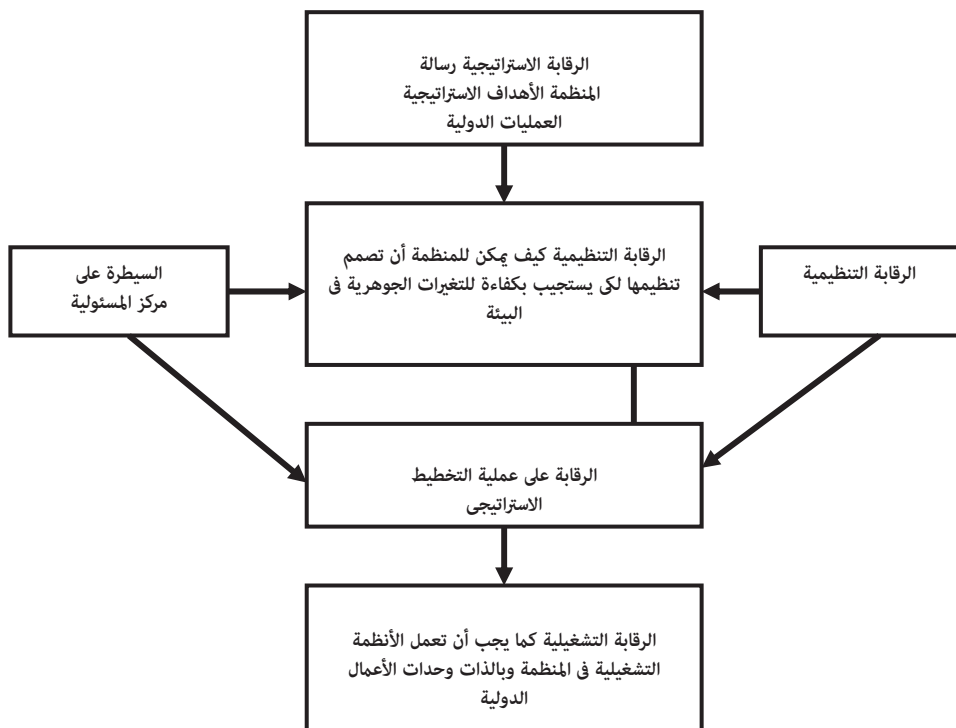 الرقابة الاستراتيجية رسالة
المنظمة الأهداف الاستراتيجية
العمليات الدولية
الرقابة التنظيمية
الرقابة التنظيمية كيف يمكن للمنظمة أن تصمم
تنظيمها لكى يستجيب بكفاءة للتغيرات الجوهرية فى
البيئة
السيطرة على
مركز المسئولية
الرقابة على عملية التخطيط
الاستراتيجى
الرقابة التشغيلية كما يجب أن تعمل الأنظمة
التشغيلية فى المنظمة وبالذات وحدات الأعمال
الدولية